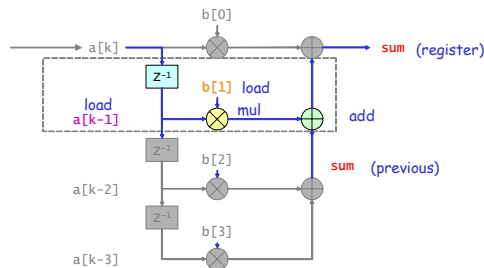 b[0]
a[k]
sum (register)
z-1
load
b[1] load
mul
a[k-1]
add
z-1
b[2]
sum (previous)
a[k-2]
z-1
b[3]
a[k-3]